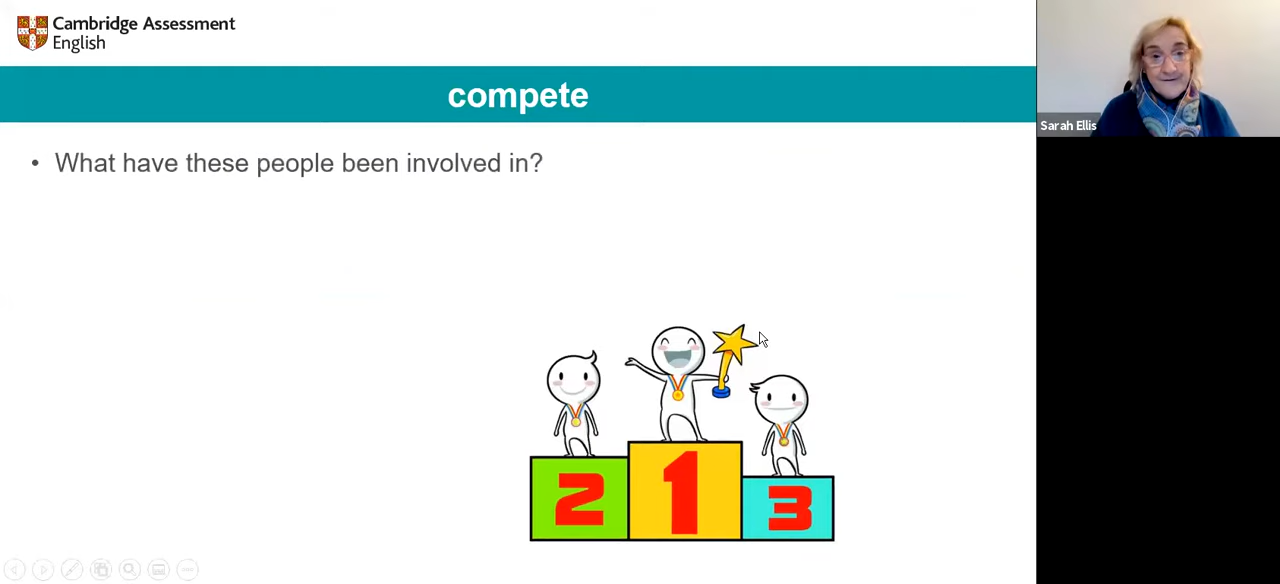 Cambridge Assessment
English
compete
Sarah Ellis
• What have these people been involved in?
2 1 3